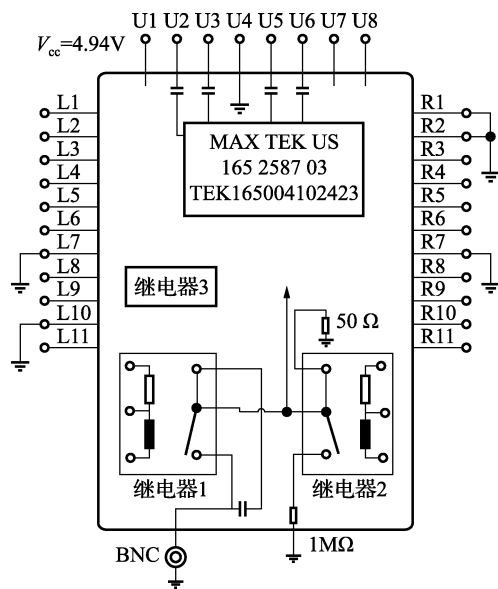 U1 U2 U3 U4 U5 U6 U7 U8
Vcc=4.94V
L1
L2
L3
L4
L5
L6
L7
L8
L9
L10
L11
R1
R2
R3
R4
R5
R6
R7
R8
R9
R10
R11
MAX TEK US
165 2587 03
TEK165004102423
继电器3
50 Ω
继电器1
继电器2
1MΩ
BNC